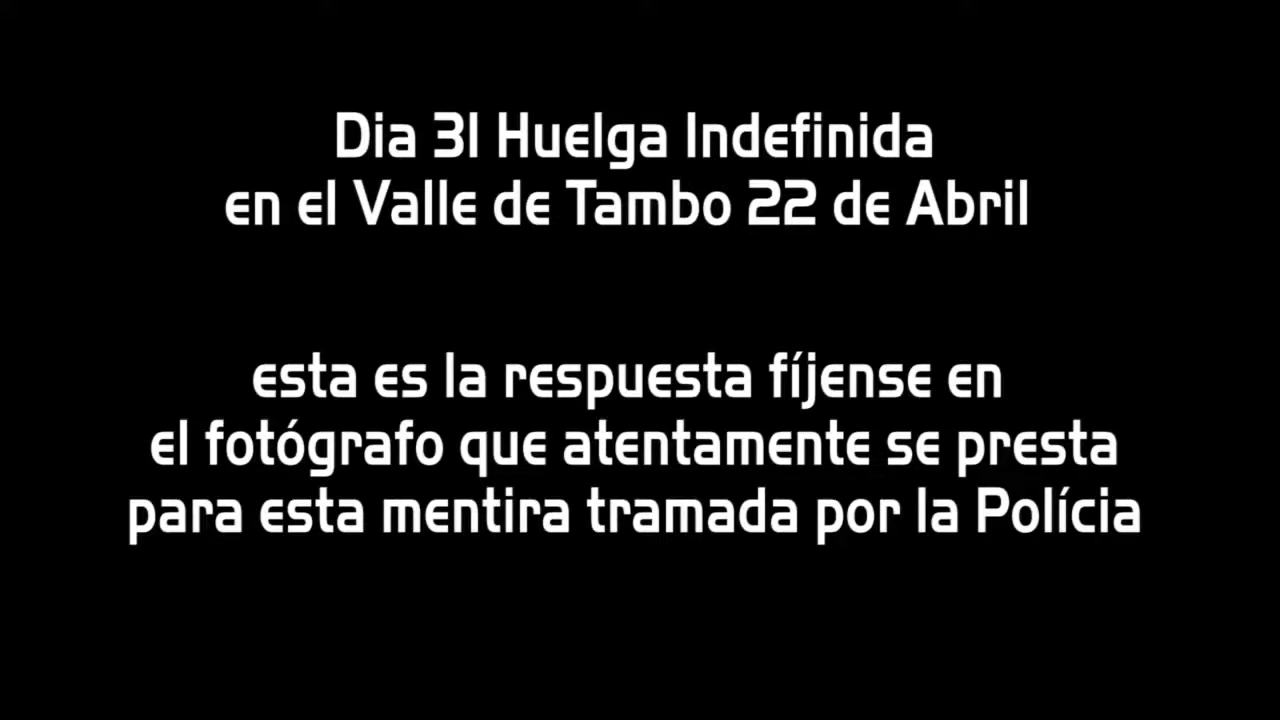 Dia 31 Huelga Indefinida
en el Valle de Tambo 22 de Abril
esta es la respuesta fíjense en
el fotógrafo que atentamente se presta
para esta mentira tramada por la Polícia